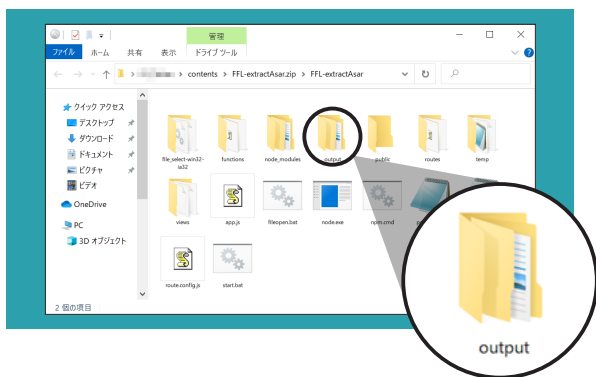 管理
ファイル ホーム 共有 表示 ドライブ ツール
contents › FFL-extractAsar.zip › FFL-extractAsar
クイック アクセス
デスクトップ
ダウンロード
ドキュメント
ピクチャ
ビデオ
OneDrive
PC
3D オブジェクト
file_select-win32-
ia32
functions
node_modules
output
public
routes
temp
views
app.js
fileopen.bat
node.exe
npm.cmd
route.config.js
start.bat
2 個の項目
output